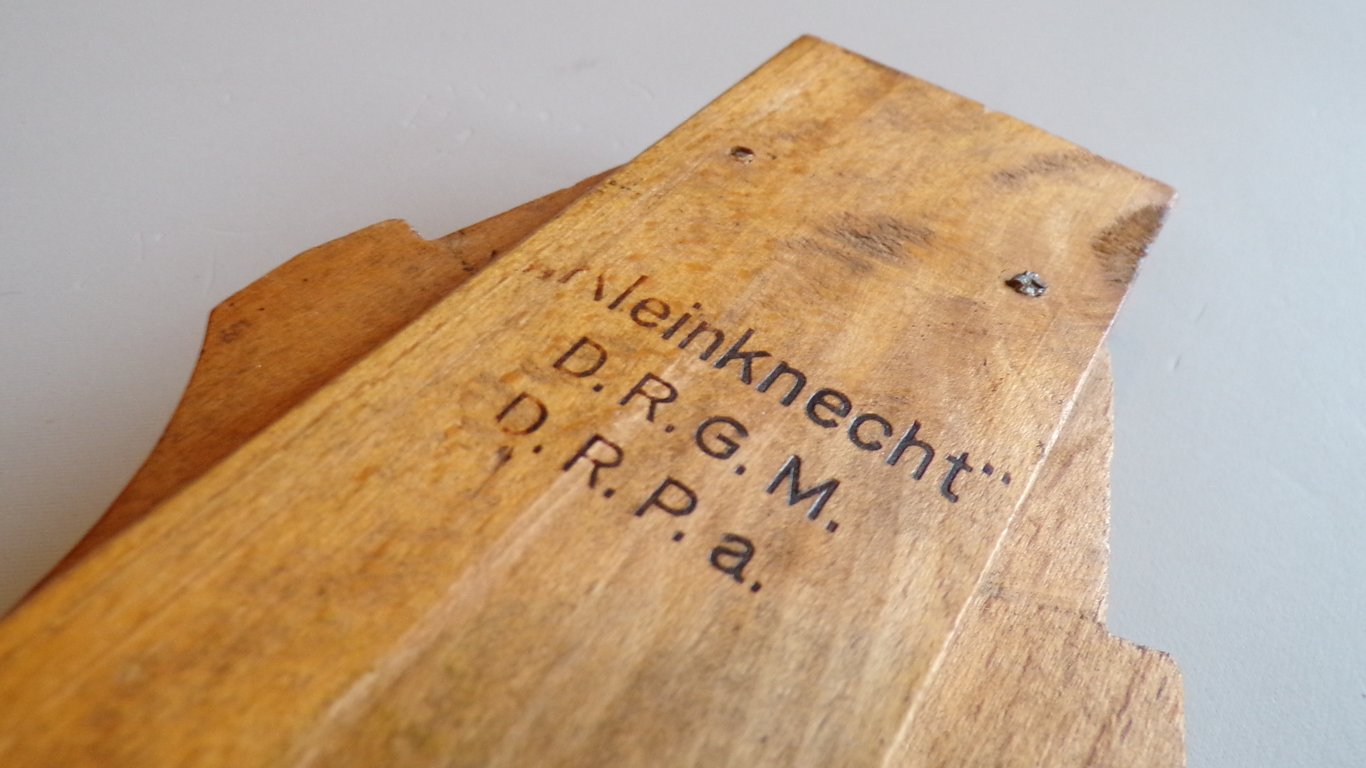 „Kleinknecht"
D. R. G. M.
D. R. P. a.